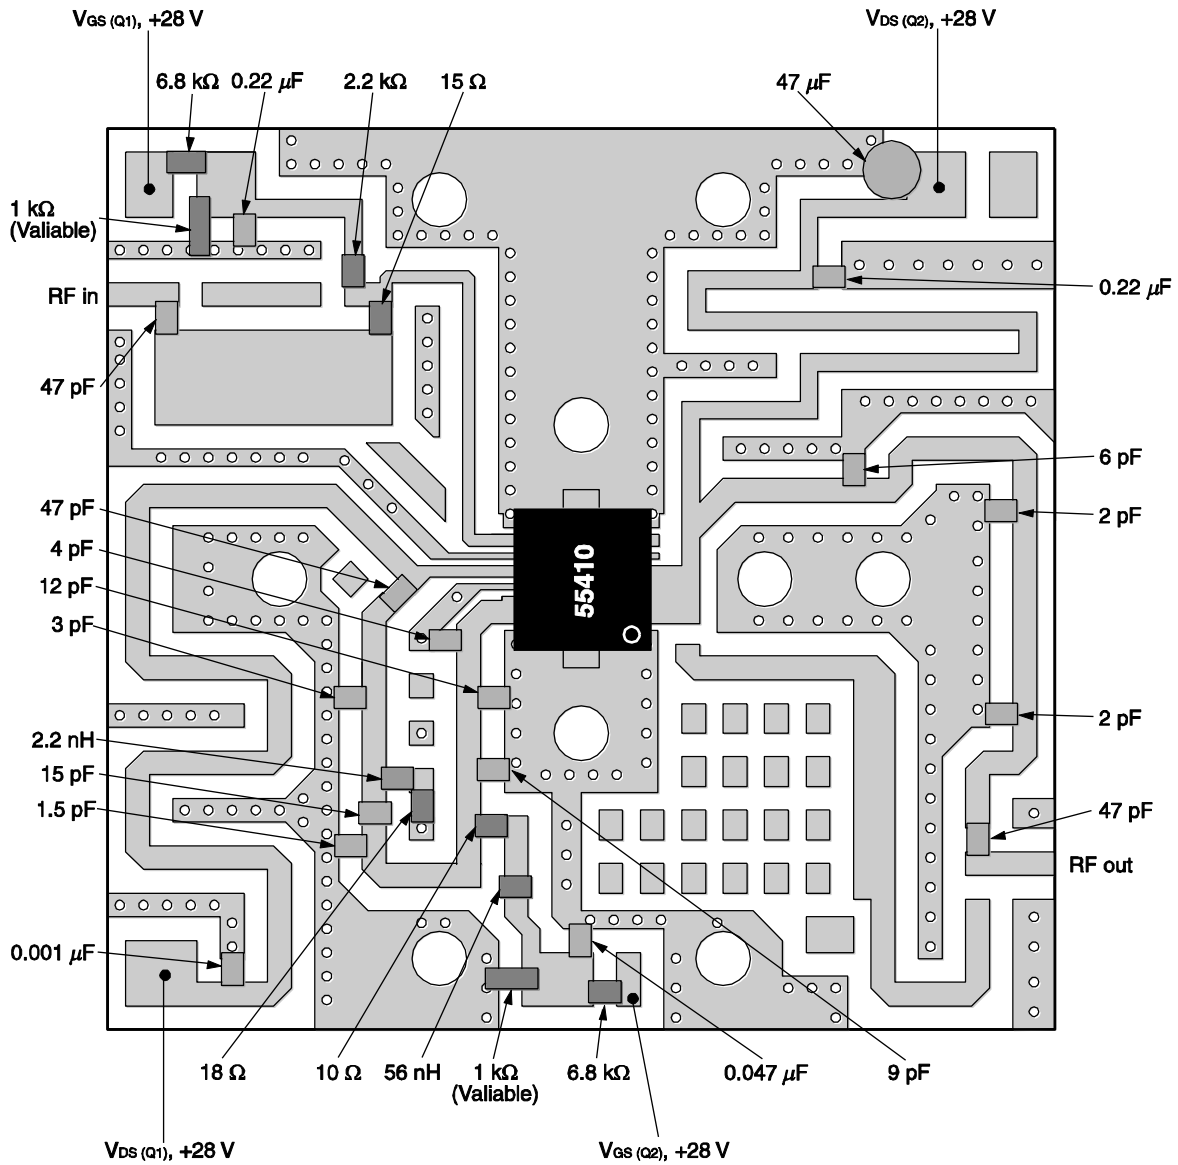 VGS (Q1), +28 V
VDS (Q2), +28 V
6.8 kΩ
0.22 μF
2.2 kΩ
15 Ω
47 μF
1 kΩ
(Valiable)
RF in
0.22 μF
47 pF
6 pF
47 pF
2 pF
4 pF
12 pF
3 pF
55410
2.2 nH
2 pF
15 pF
1.5 pF
47 pF
RF out
0.001 μF
18 Ω
10 Ω
56 nH
1 kΩ
(Valiable)
6.8 kΩ
0.047 μF
9 pF
VDS (Q1), +28 V
VGS (Q2), +28 V